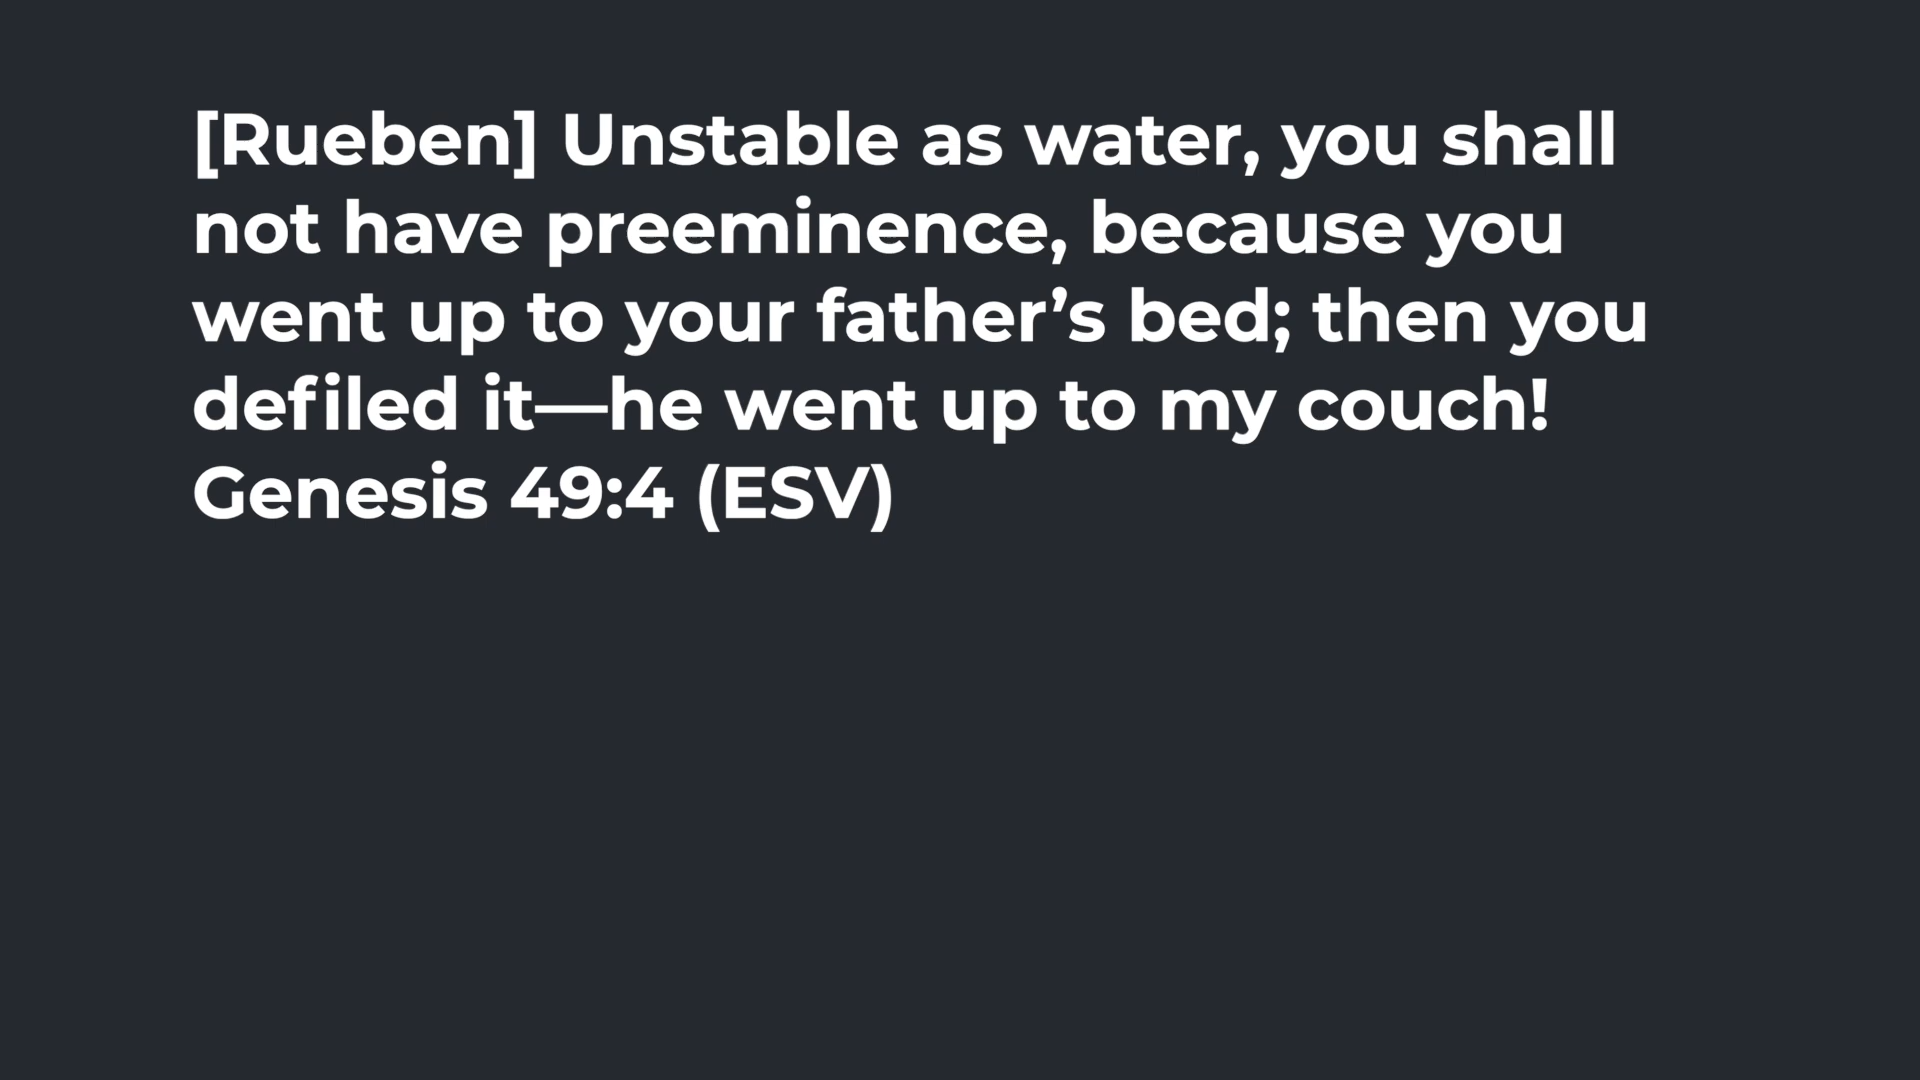 [Rueben] Unstable as water, you shall
not have preeminence, because you
went up to your father’s bed; then you
defiled it—he went up to my couch!
Genesis 49:4 (ESV)